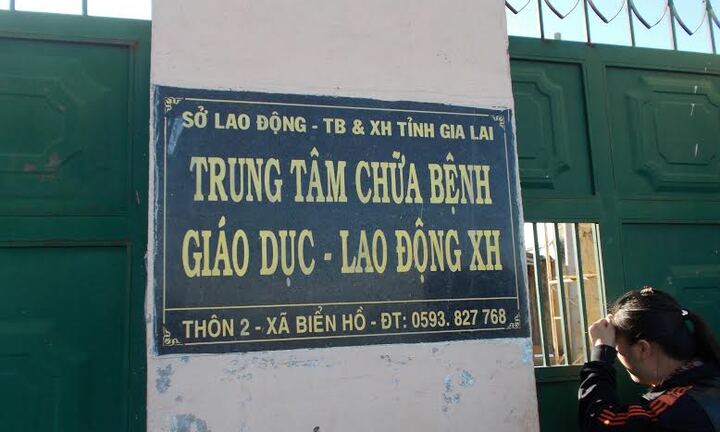 SỞ LAO ĐỘNG - TB & XH TỈNH GIA LAI
TRUNG TÂM CHỮA BỆNH
GIÁO DỤC - LAO ĐỘNG XH
THÔN 2 - XÃ BIỂN HỒ - ĐT: 0593. 827 768